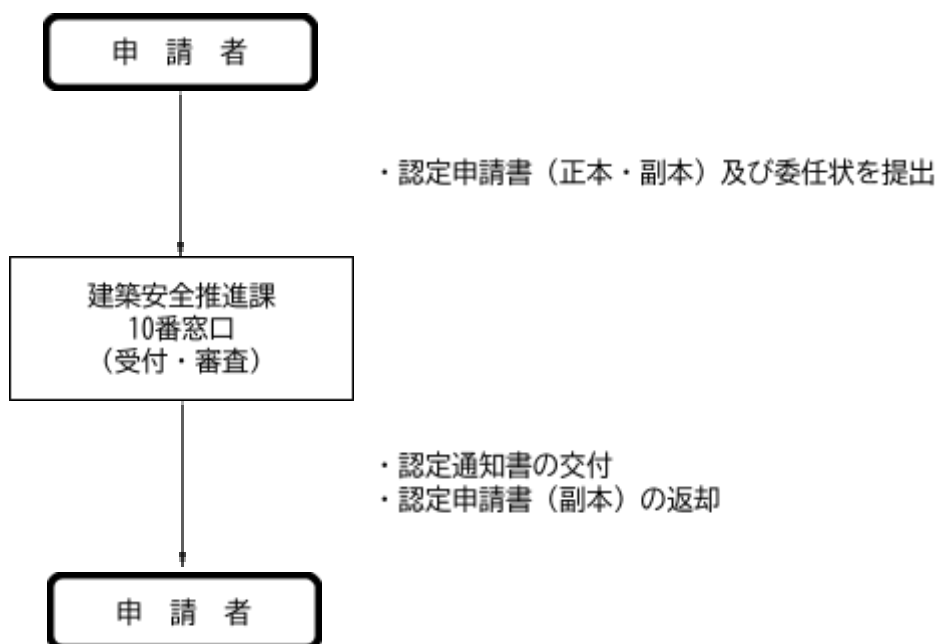 申　請　者
・認定申請書（正本・副本）及び委任状を提出
建築安全推進課
10番窓口
（受付・審査）
・認定通知書の交付
・認定申請書（副本）の返却
申　請　者